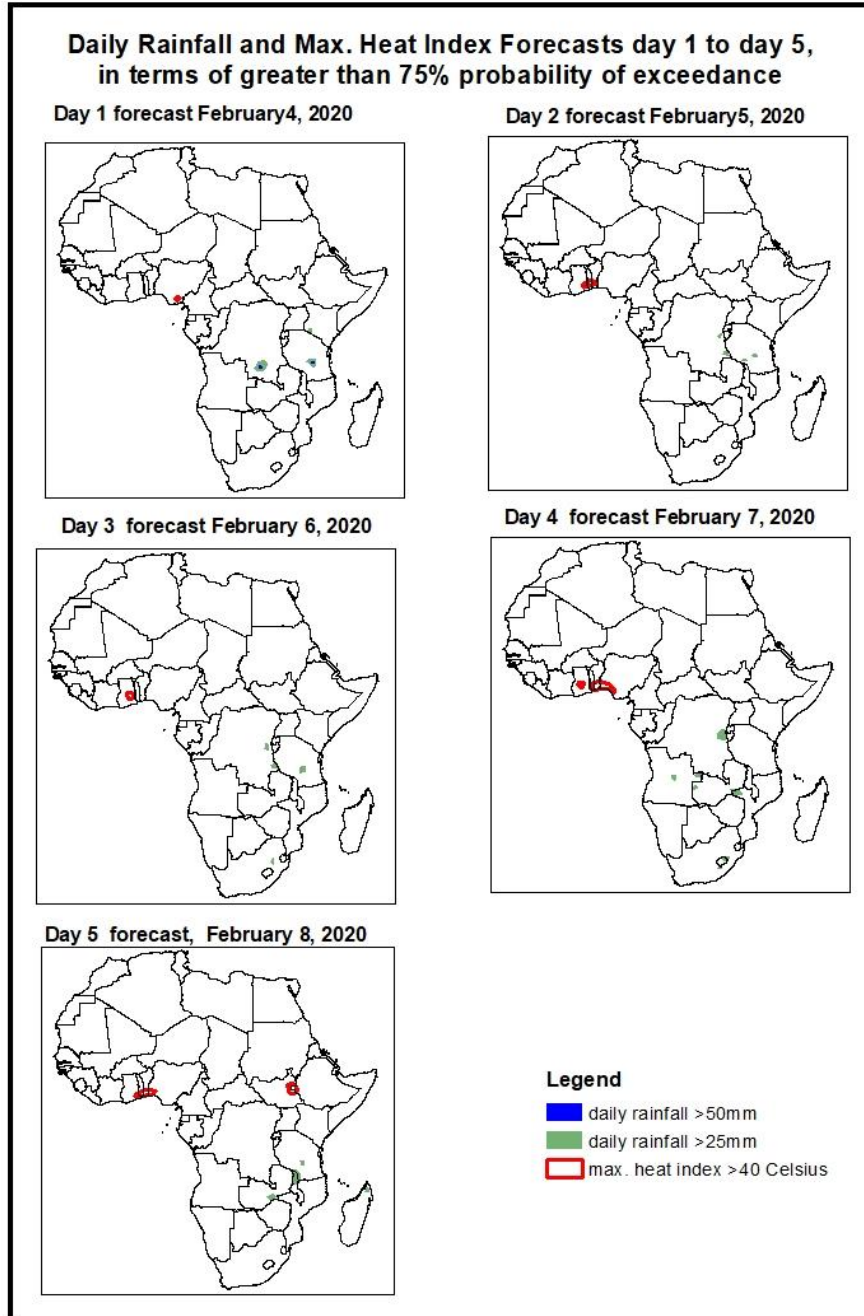 Daily Rainfall and Max. Heat Index Forecasts day 1 to day 5,
in terms of greater than 75% probability of exceedance
Day 1 forecast February4, 2020
Day 2 forecast February5, 2020
Day 3 forecast February 6, 2020
Day 4 forecast February 7, 2020
Day 5 forecast, February 8, 2020
Legend
daily rainfall >50mm
daily rainfall >25mm
max. heat index >40 Celsius